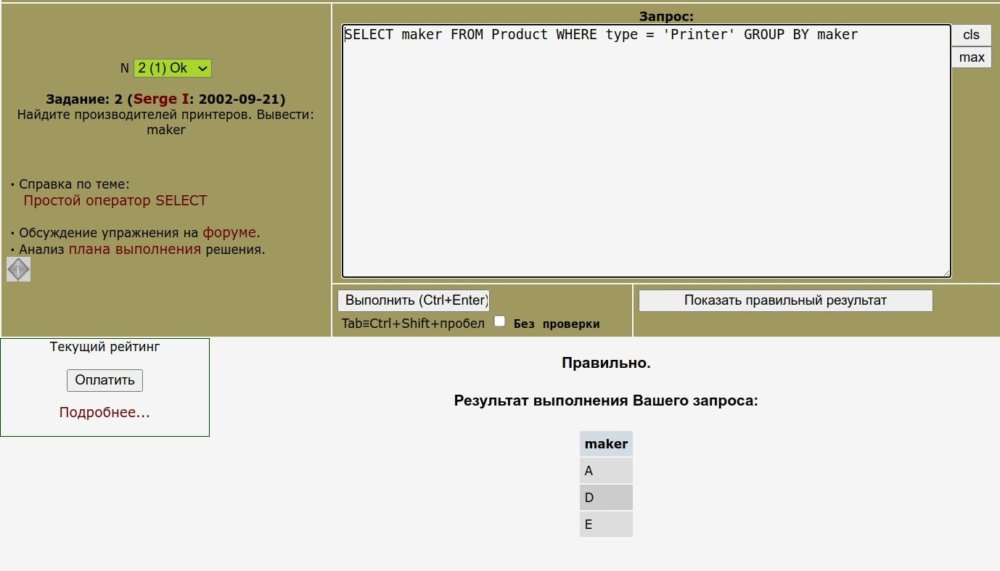 Запрос:
SELECT maker FROM Product WHERE type = 'Printer' GROUP BY maker
cls
max
N 2 (1) Ok
Задание: 2 (Serge I: 2002-09-21)
Найдите производителей принтеров. Вывести:
maker
· Справка по теме:
Простой оператор SELECT
· Обсуждение упражнения на форуме.
· Анализ плана выполнения решения.
i
Выполнить (Ctrl+Enter)
Показать правильный результат
Tab≡Ctrl+Shift+пробел Без проверки
Текущий рейтинг
Оплатить
Подробнее...
Правильно.
Результат выполнения Вашего запроса:
maker
A
D
E